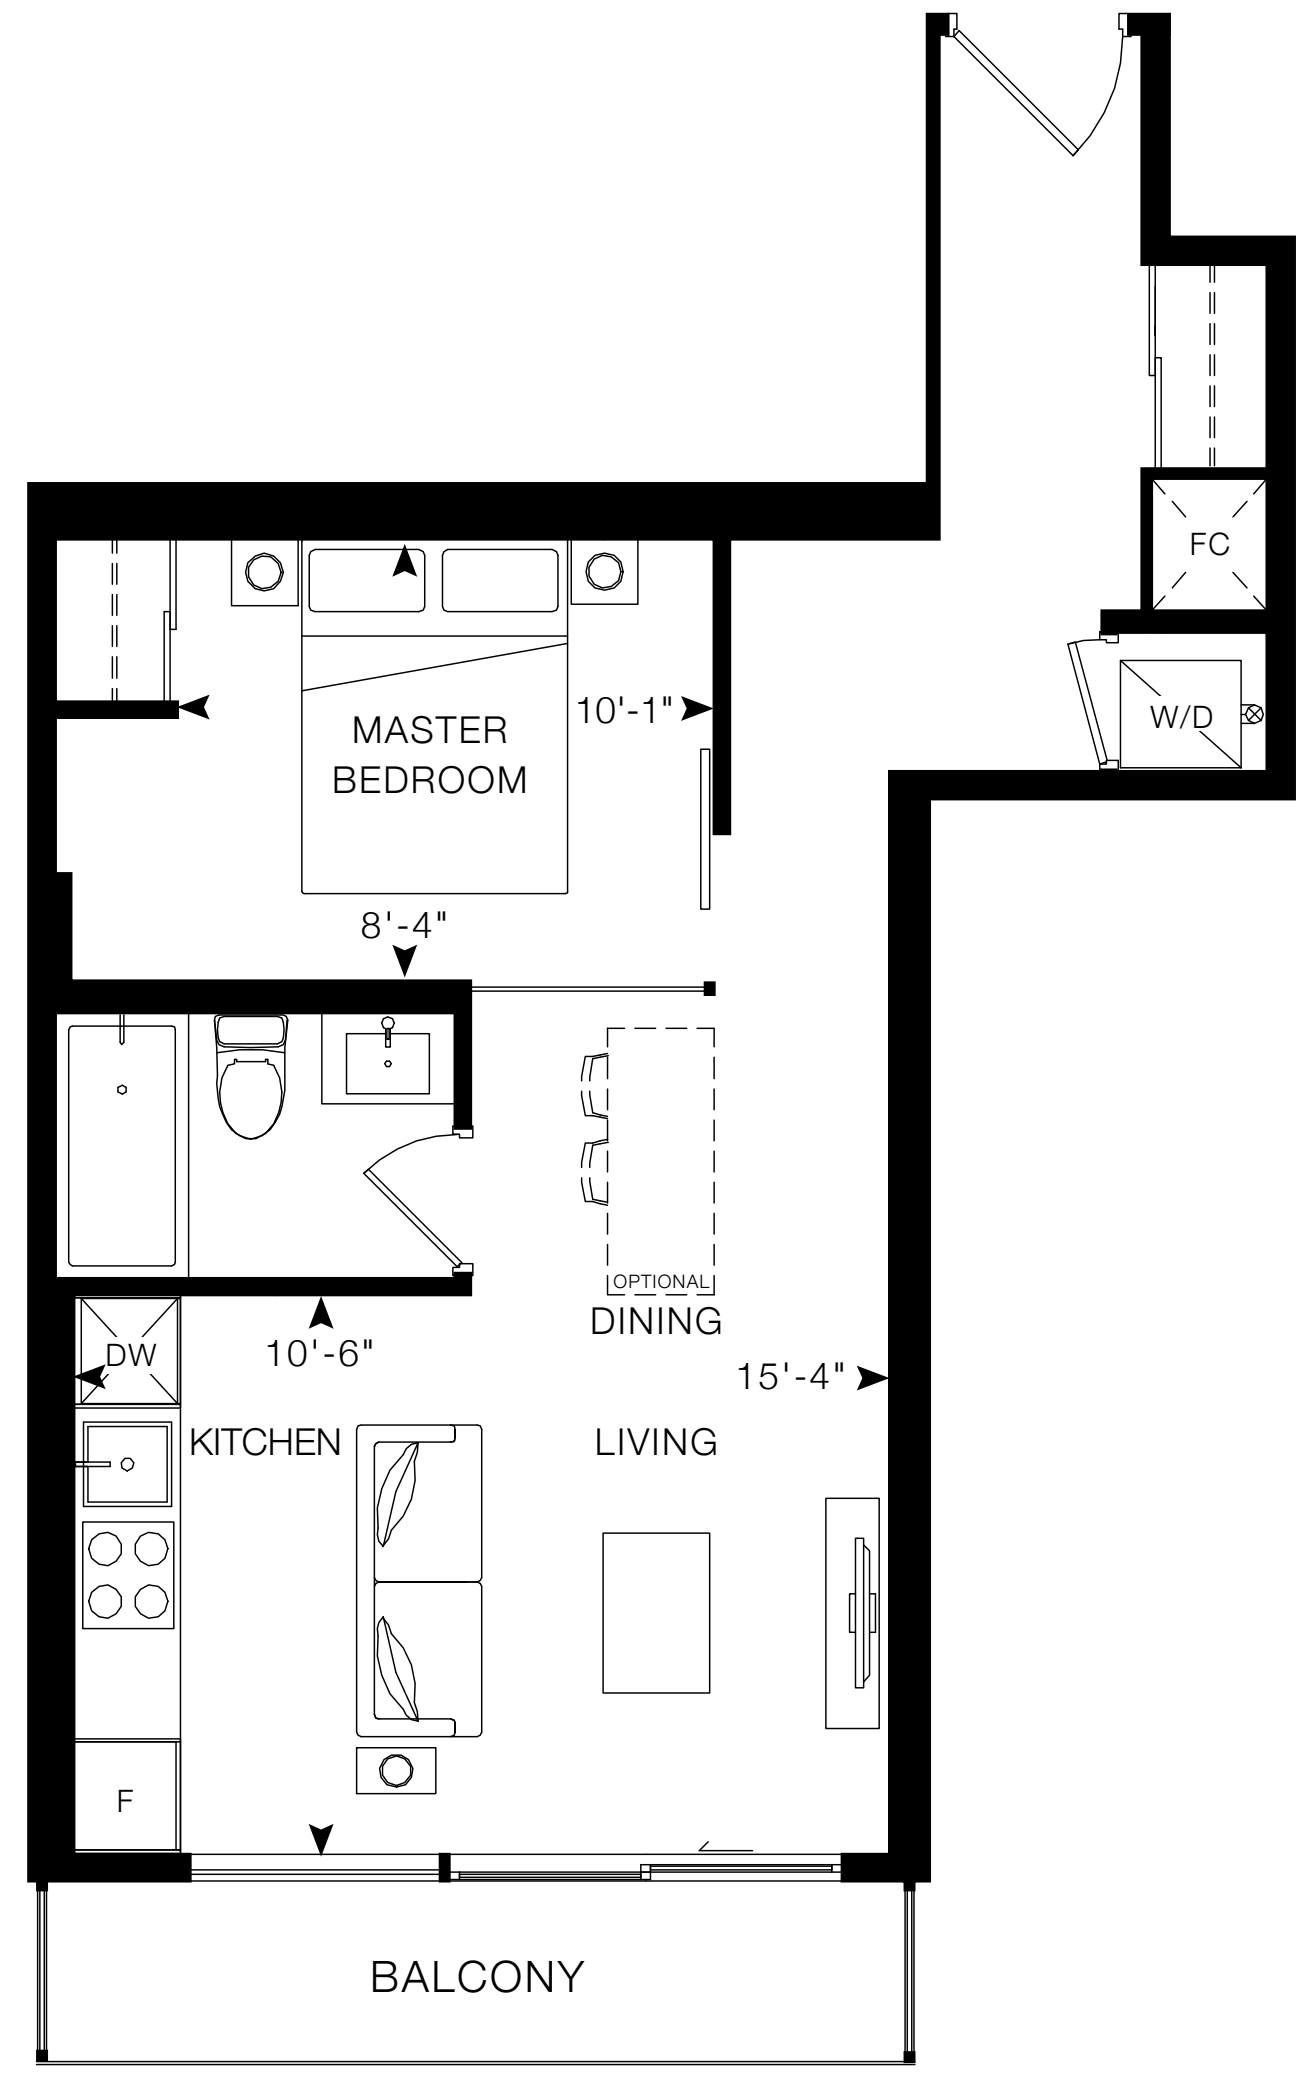 FC
W/D
10'-1"
MASTER
BEDROOM
8'-4"
OPTIONAL
DINING
10'-6"
DW
15'-4"
KITCHEN
LIVING
F
BALCONY